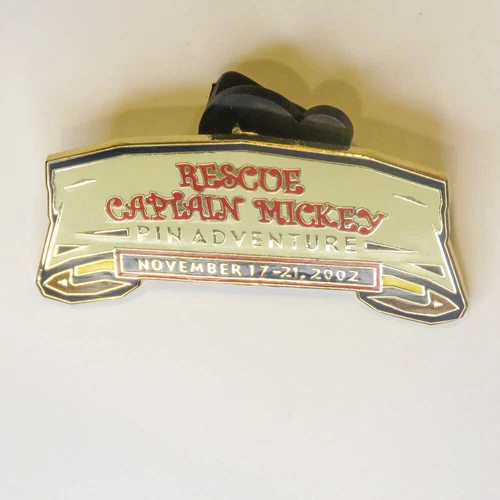 RESCUE
CAPTAIN MICKEY
PIN ADVENTURE
NOVEMBER 17-21, 2002